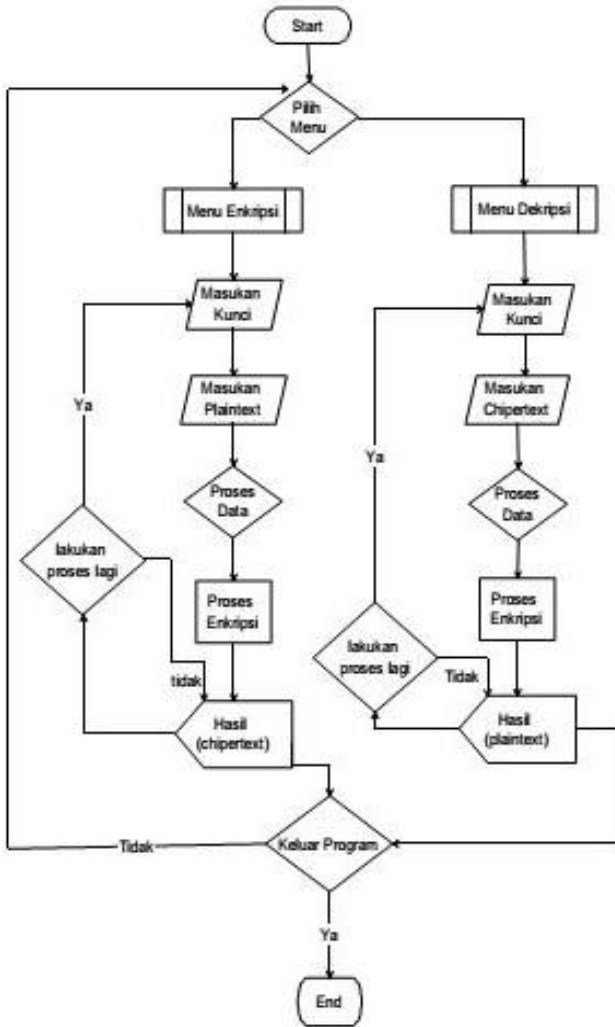 Start
Pilih
Menu
Menu Enkripsi
Menu Dekripsi
Masukan
Kunci
Masukan
Kunci
Masukan
Plaintext
Masukan
Chipertext
Ya
Ya
Proses
Data
Proses
Data
lakukan
proses lagi
Proses
Enkripsi
Proses
Enkripsi
lakukan
proses lagi
tidak
Tidak
Hasil
(chipertext)
Hasil
(plaintext)
Tidak
Keluar Program
Ya
End